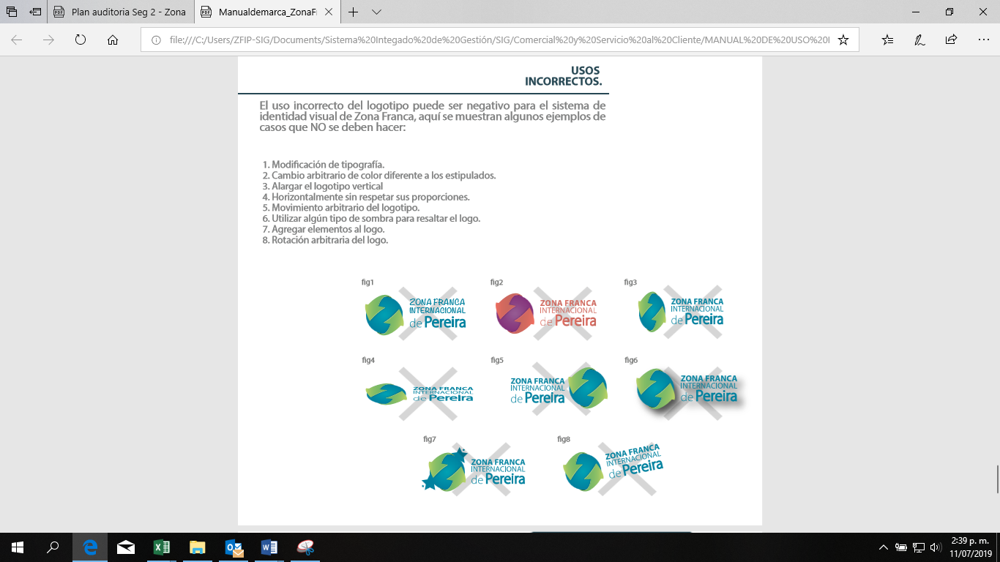 Plan auditoria Seg 2 - Zona
Manualdemarca_ZonaFr
file:///C:/Users/ZFIP-SIG/Documents/Sistema%20Integado%20de%20Gestión/SIG/Comercial%20y%20Servicio%20al%20Cliente/MANUAL%20DE%20USO%20
USOS
INCORRECTOS.
El uso incorrecto del logotipo puede ser negativo para el sistema de
identidad visual de Zona Franca, aquí se muestran algunos ejemplos de
casos que NO se deben hacer:
1. Modificación de tipografía.
2. Cambio arbitrario de color diferente a los estipulados.
3. Alargar el logotipo vertical
4. Horizontalmente sin respetar sus proporciones.
5. Movimiento arbitrario del logotipo.
6. Utilizar algún tipo de sombra para resaltar el logo.
7. Agregar elementos al logo.
8. Rotación arbitraria del logo.
fig1
ZONA FRANCA
INTERNACIONAL
de Pereira
fig2
ZONA FRANCA
INTERNACIONAL
de Pereira
fig3
ZONA FRANCA
INTERNACIONAL
de Pereira
fig4
ZONA FRANCA
INTERNACIONAL
de Pereira
fig5
ZONA FRANCA
INTERNACIONAL
de Pereira
fig6
ZONA FRANCA
INTERNACIONAL
de Pereira
fig7
ZONA FRANCA
INTERNACIONAL
de Pereira
fig8
ZONA FRANCA
INTERNACIONAL
de Pereira
2:39 p. m.
11/07/2019